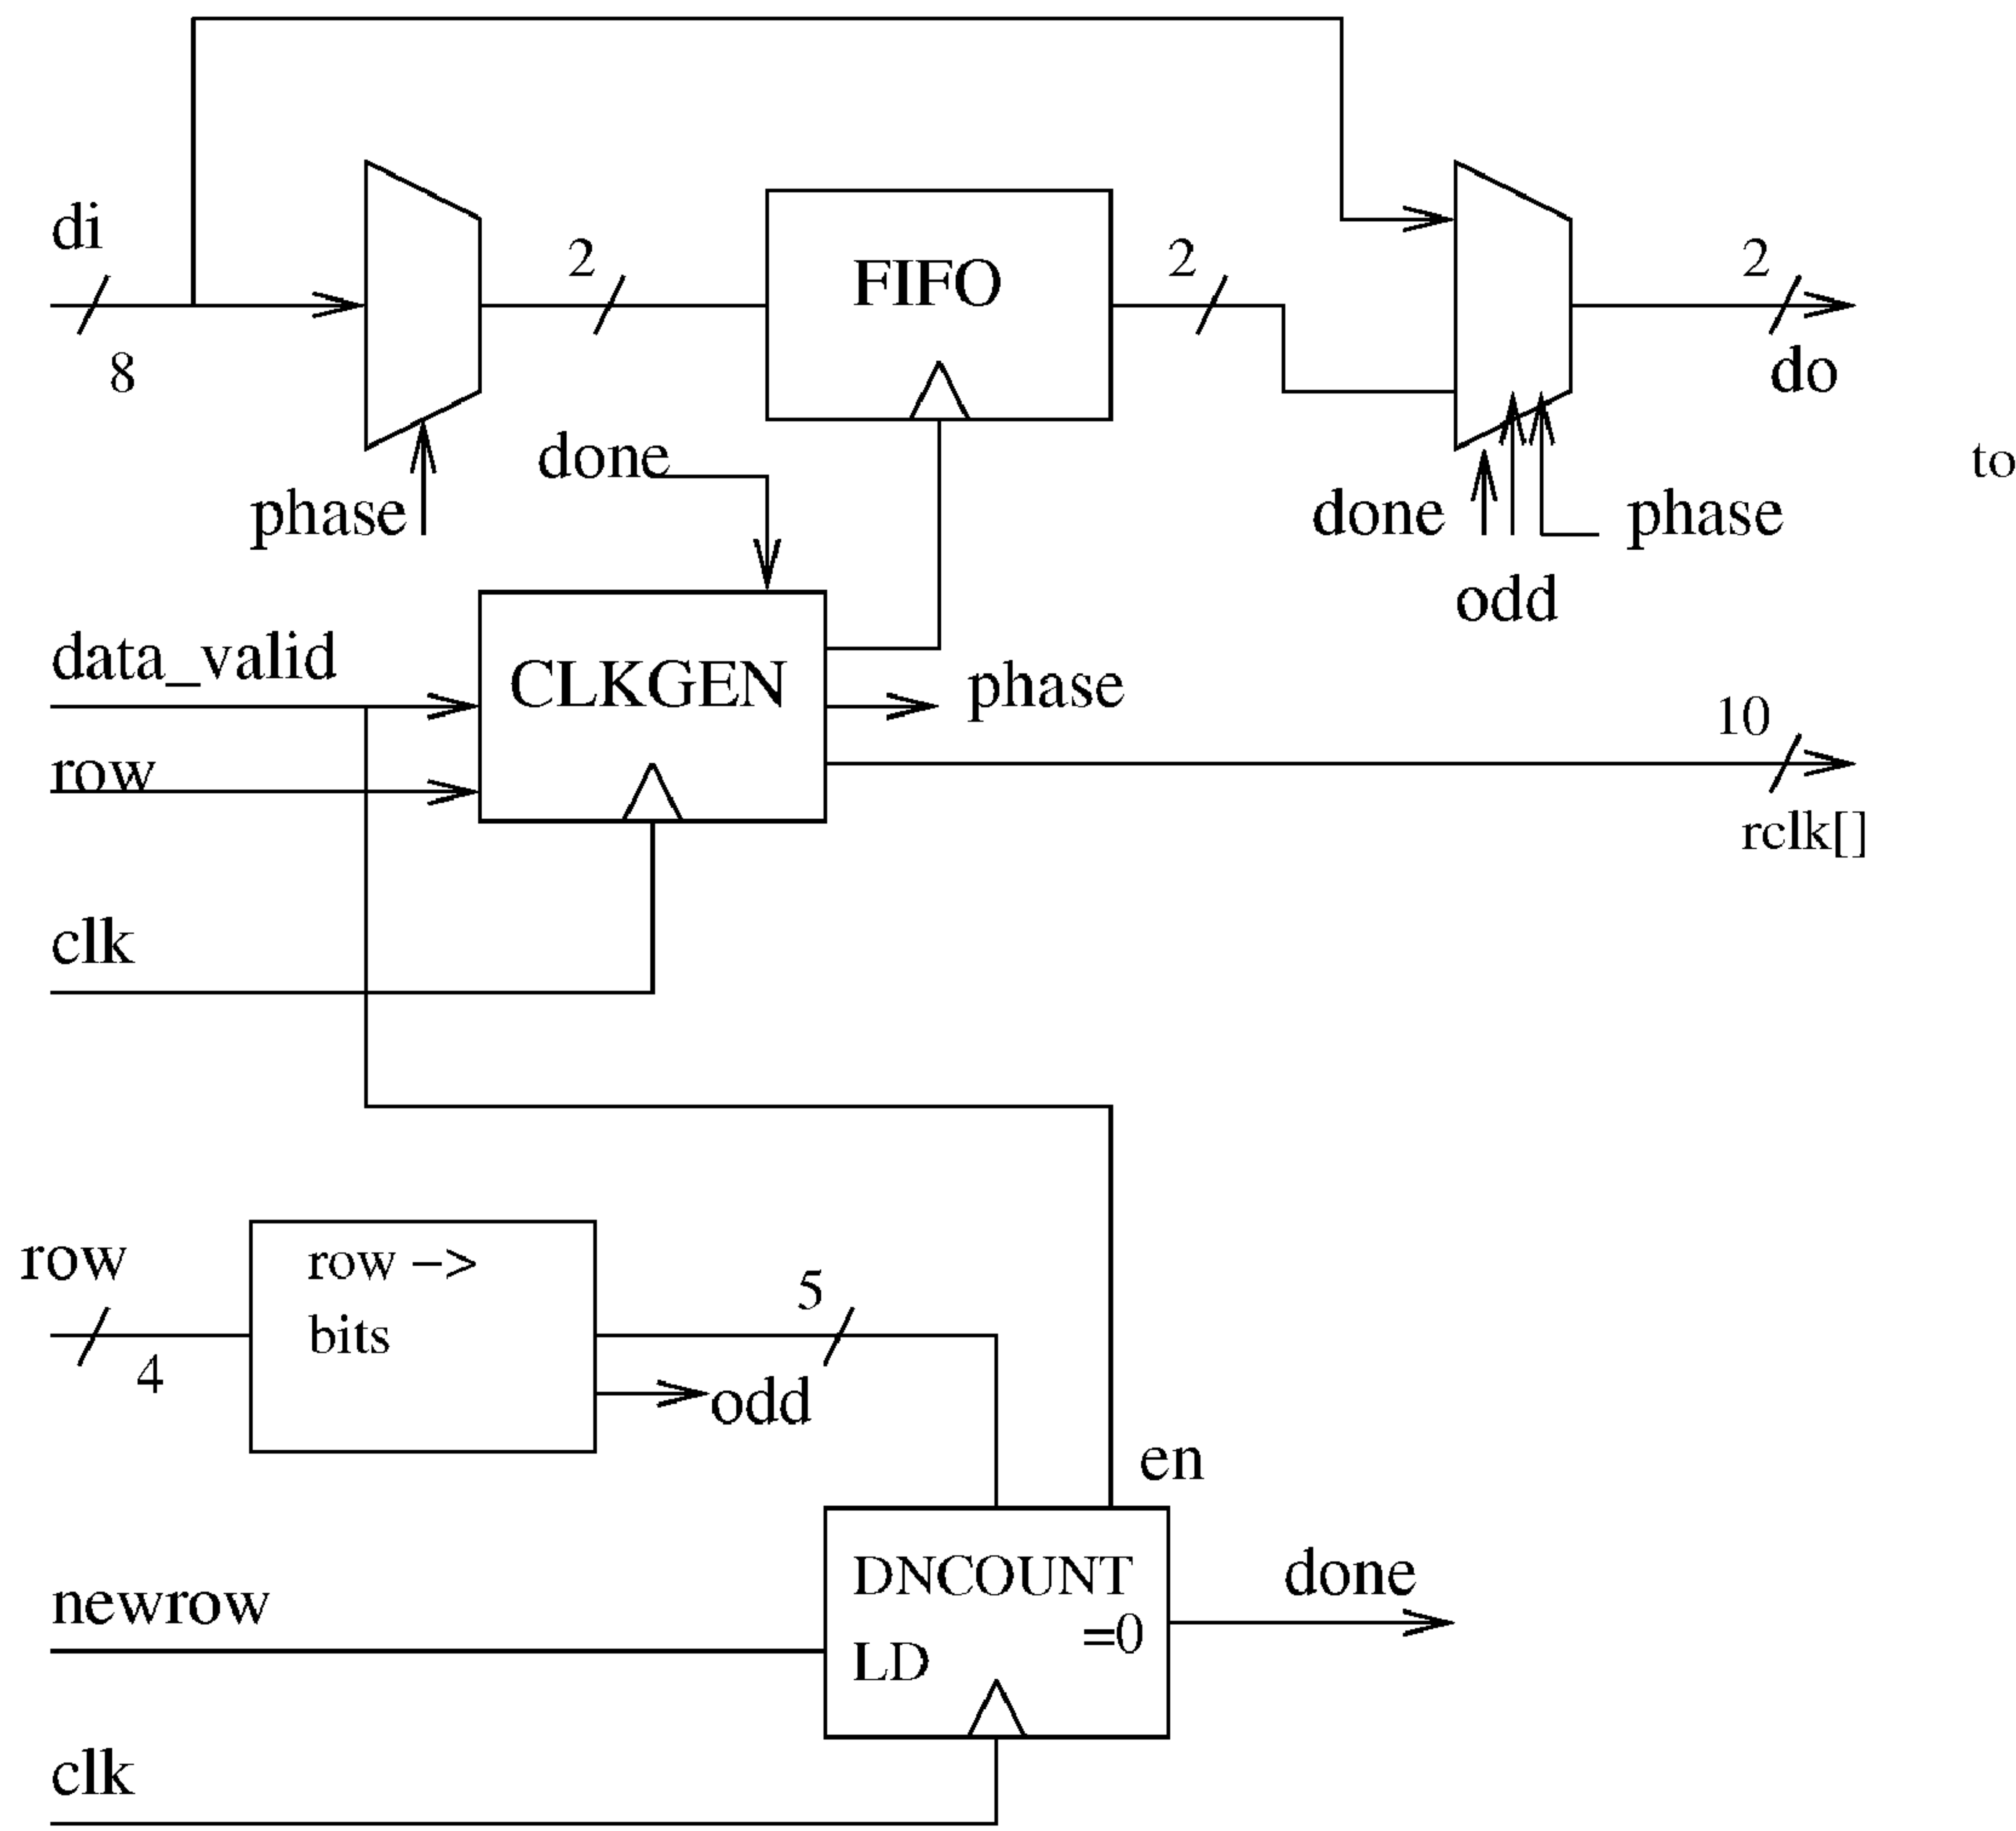 di
8
2
FIFO
2
2
do
to
phase
done
done
odd
phase
data_valid
row
CLKGEN
phase
10
rclk[]
clk
row
4
row –>
bits
5
odd
en
newrow
DNCOUNT
=0
LD
done
clk